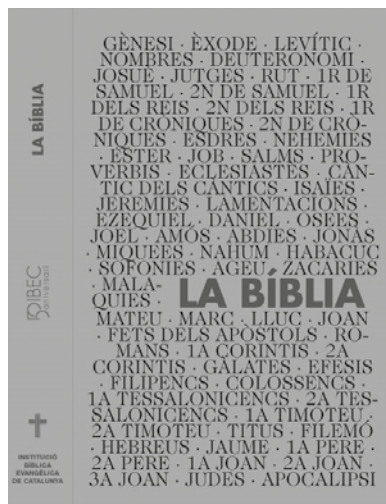 LA BÍBLIA
IBEC
INSTITUCIÓ
BÍBLICA
EVANGÈLICA
DE CATALUNYA
GÈNESI · ÈXODE · LEVÍTIC ·
NOMBRES · DEUTERONOMI ·
JOSUÈ · JUTGES · RUT · 1R DE
SAMUEL · 2N DE SAMUEL · 1R
DELS REIS · 2N DELS REIS · 1R
DE CRÒNIQUES · 2N DE CRÒ-
NIQUES · ESDRES · NEHEMIES
· ESTER · JOB · SALMS · PRO-
VERBIS · ECLESIASTÈS · CÀN-
TIC DELS CÀNTICS · ISAÏES ·
JEREMIES · LAMENTACIONS ·
EZEQUIEL · DANIEL · OSEES ·
JOEL · AMÓS · ABDIES · JONÀS
· MIQUEES · NAHUM · HABACUC
· SOFONIES · AGEU · ZACARIES
· MALA-
QUIES · LA BÍBLIA
MATEU · MARC · LLUC · JOAN
· FETS DELS APÒSTOLS · RO-
MANS · 1A CORINTIS · 2A
CORINTIS · GÀLATES · EFESIS
· FILIPENCS · COLOSSENCS ·
1A TESSALONICENCS · 2A TES-
SALONICENCS · 1A TIMOTEU ·
2A TIMOTEU · TITUS · FILEMÓ
· HEBREUS · JAUME · 1A PERE ·
2A PERE · 1A JOAN · 2A JOAN ·
3A JOAN · JUDES · APOCALIPSI